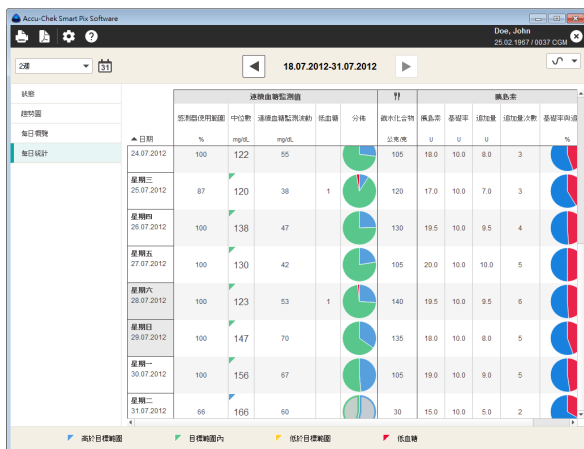 Accu-Chek Smart Pix Software
Doe, John
25.02.1967 / 0037 CGM
2週 31 18.07.2012-31.07.2012
狀態
趨勢圖
每日概覽
每日統計
連續血糖監測值 胰島素
日期 感測器使用範圍 中位數 連續血糖監測波動 低血糖 分佈 碳水化合物 胰島素 基礎率 追加量 追加量次數 基礎率與追
% mg/dL mg/dL 公克/克 U U U %
24.07.2012 100 122 55 105 18.0 10.0 8.0 3
星期三
25.07.2012 87 120 38 1 120 17.0 10.0 7.0 3
星期四
26.07.2012 100 138 47 130 19.5 10.0 9.5 4
星期五
27.07.2012 100 130 42 105 20.0 10.0 10.0 5
星期六
28.07.2012 100 123 53 1 140 19.5 10.0 9.5 6
星期日
29.07.2012 100 147 70 135 18.0 10.0 8.0 5
星期一
30.07.2012 100 156 67 105 19.0 10.0 9.0 5
星期二
31.07.2012 66 166 60 30 15.0 10.0 5.0 2
高於目標範圍 目標範圍內 低於目標範圍 低血糖